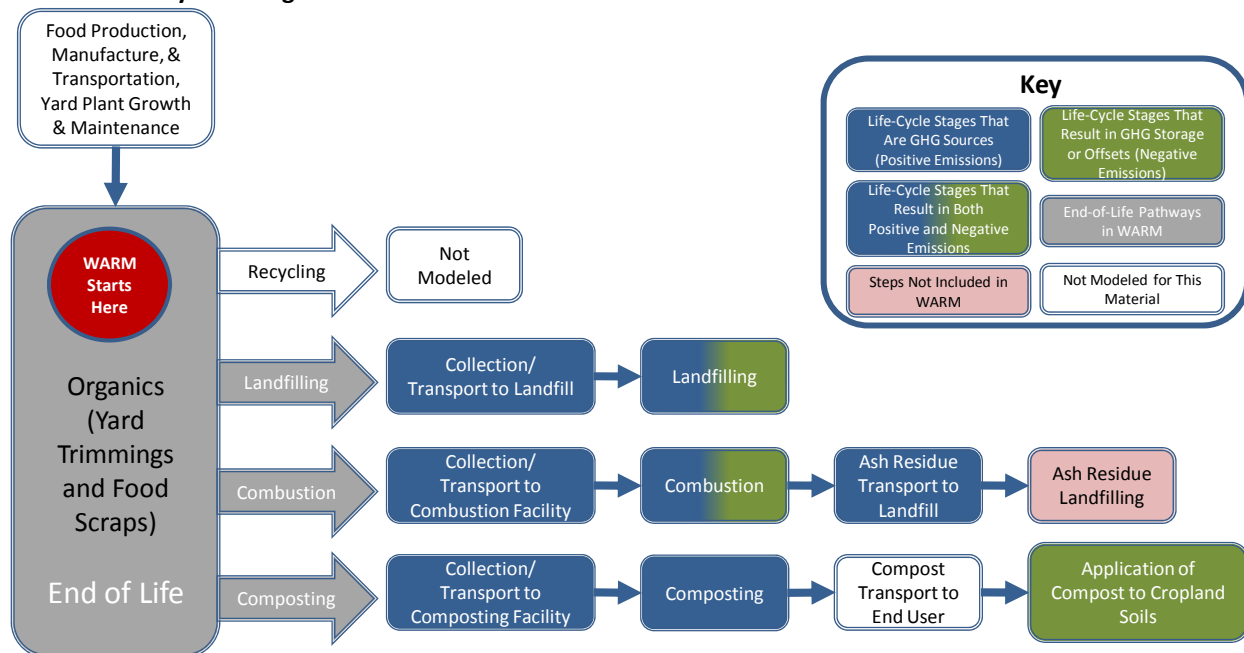 Food Production,
Manufacture, &
Transportation,
Yard Plant Growth
& Maintenance
Key
Life-Cycle Stages That
Are GHG Sources
(Positive Emissions)
Life-Cycle Stages That
Result in GHG Storage
or Offsets (Negative
Emissions)
Life-Cycle Stages That
Result in Both
Positive and Negative
Emissions
End-of-Life Pathways
in WARM
Steps Not Included in
WARM
Not Modeled for This
Material
WARM
Starts
Here
Organics
(Yard
Trimmings
and Food
Scraps)
End of Life
Recycling
Not
Modeled
Landfilling
Collection/
Transport to Landfill
Landfilling
Combustion
Collection/
Transport to
Combustion Facility
Combustion
Ash Residue
Transport to
Landfill
Ash Residue
Landfilling
Composting
Collection/
Transport to
Composting Facility
Composting
Compost
Transport to
End User
Application of
Compost to Cropland
Soils